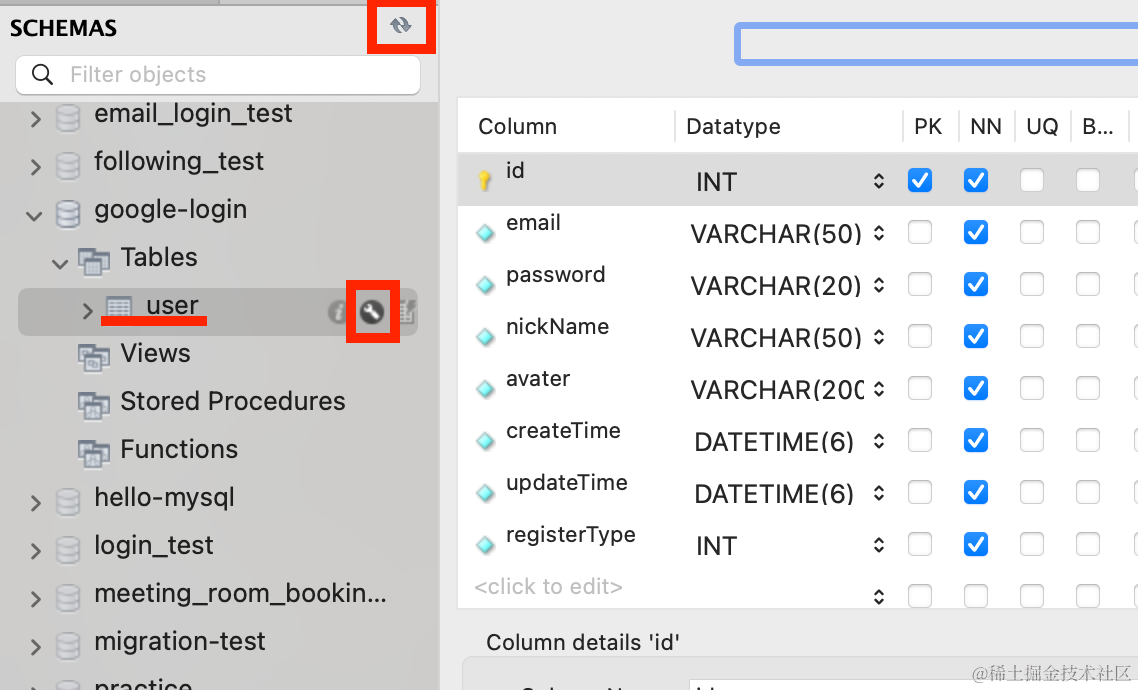 SCHEMAS
Filter objects
email_login_test
following_test
google-login
Tables
user
Views
Stored Procedures
Functions
hello-mysql
login_test
meeting_room_bookin...
migration-test
practice
Column Datatype PK NN UQ B...
id INT
email VARCHAR(50)
password VARCHAR(20)
nickName VARCHAR(50)
avater VARCHAR(200
createTime DATETIME(6)
updateTime DATETIME(6)
registerType INT
<click to edit>
Column details 'id'
@稀土掘金技术社区